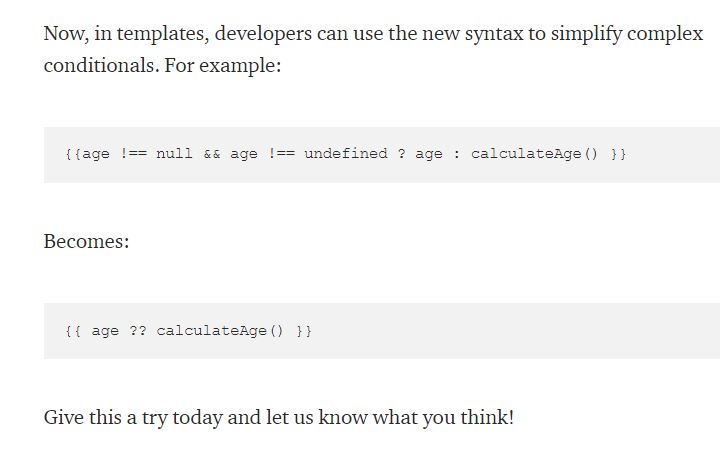 Now, in templates, developers can use the new syntax to simplify complex
conditionals. For example:
{{age !== null && age !== undefined ? age : calculateAge() }}
Becomes:
{{ age ?? calculateAge() }}
Give this a try today and let us know what you think!